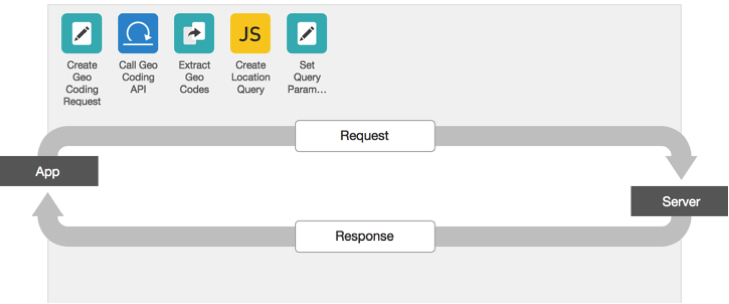 JS
Create
Geo
Coding
Request
Call Geo
Coding
API
Extract
Geo
Codes
Create
Location
Query
Set
Query
Param...
Request
App
Server
Response